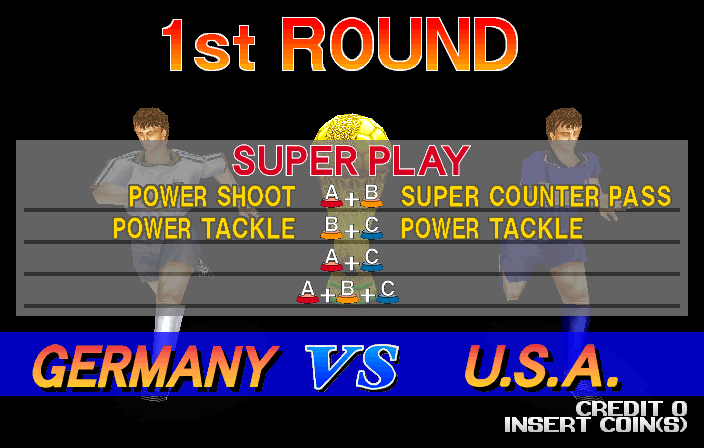 1st ROUND
SUPER PLAY
POWER SHOOT A+B SUPER COUNTER PASS
POWER TACKLE B+C POWER TACKLE
A+C
A+B+C
GERMANY VS U.S.A.
CREDIT 0
INSERT COIN(S)